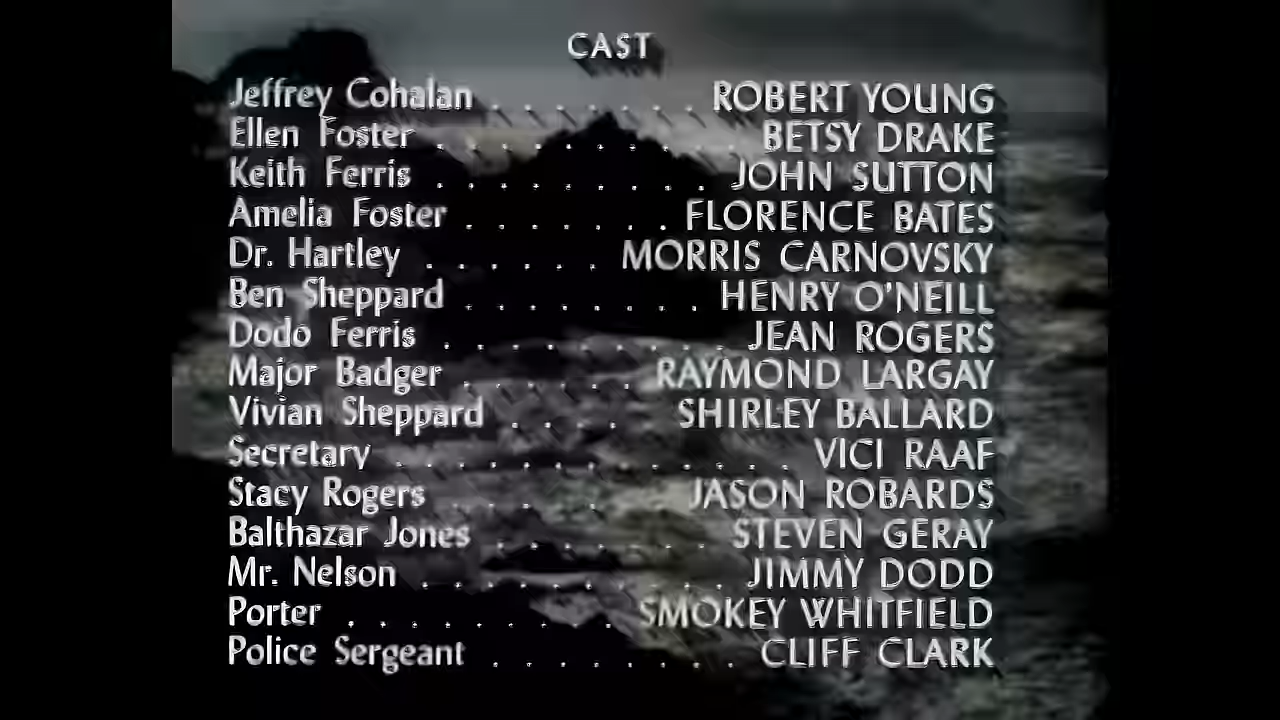 CAST
Jeffrey Cohalan . . . . . . . ROBERT YOUNG
Ellen Foster . . . . . . . . . . BETSY DRAKE
Keith Ferris . . . . . . . . . JOHN SUTTON
Amelia Foster . . . . . . . FLORENCE BATES
Dr. Hartley . . . . . . MORRIS CARNOVSKY
Ben Sheppard . . . . . . . . HENRY O'NEILL
Dodo Ferris . . . . . . . . . . JEAN ROGERS
Major Badger . . . . . . RAYMOND LARGAY
Vivian Sheppard . . . . SHIRLEY BALLARD
Secretary . . . . . . . . . . . . . VICI RAAF
Stacy Rogers . . . . . JASON ROBARDS
Balthazar Jones . . . . . . . STEVEN GERAY
Mr. Nelson . . . . . . . . . . JIMMY DODD
Porter . . . . . . . . . SMOKEY WHITFIELD
Police Sergeant . . . . . . . . CLIFF CLARK